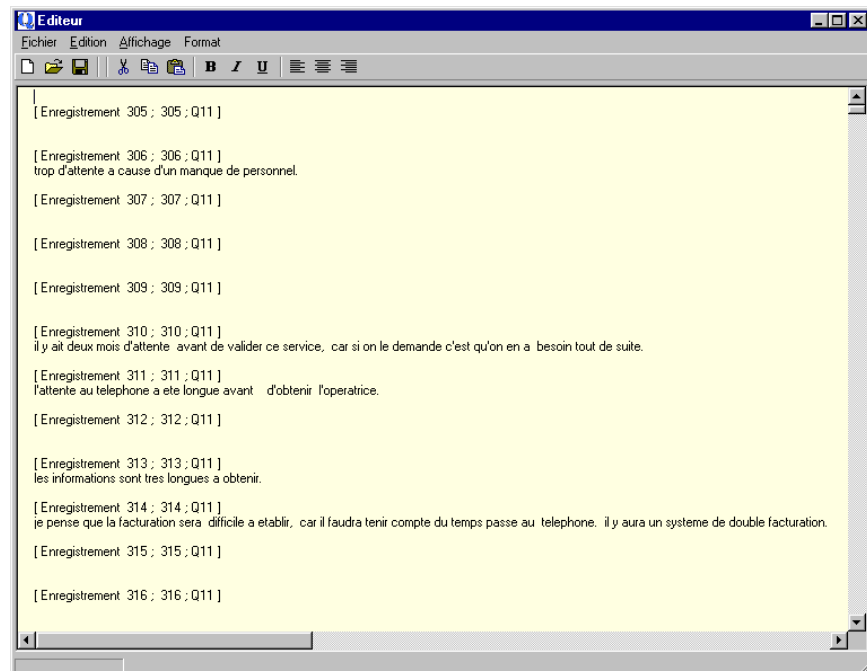 Editeur
Fichier Edition Affichage Format
B I U
[ Enregistrement 305 ; 305 ; Q11 ]
[ Enregistrement 306 ; 306 ; Q11 ]
trop d'attente a cause d'un manque de personnel.
[ Enregistrement 307 ; 307 ; Q11 ]
[ Enregistrement 308 ; 308 ; Q11 ]
[ Enregistrement 309 ; 309 ; Q11 ]
[ Enregistrement 310 ; 310 ; Q11 ]
il y ait deux mois d'attente avant de valider ce service, car si on le demande c'est qu'on en a besoin tout de suite.
[ Enregistrement 311 ; 311 ; Q11 ]
l'attente au telephone a ete longue avant d'obtenir l'operatrice.
[ Enregistrement 312 ; 312 ; Q11 ]
[ Enregistrement 313 ; 313 ; Q11 ]
les informations sont tres longues a obtenir.
[ Enregistrement 314 ; 314 ; Q11 ]
je pense que la facturation sera difficile a etablir, car il faudra tenir compte du temps passe au telephone. il y aura un systeme de double facturation.
[ Enregistrement 315 ; 315 ; Q11 ]
[ Enregistrement 316 ; 316 ; Q11 ]